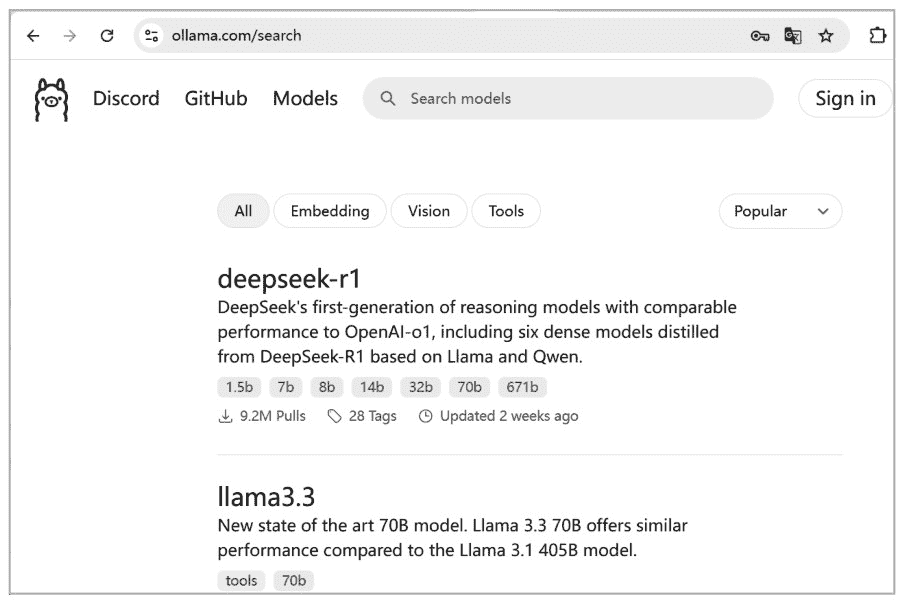 ollama.com/search
Discord GitHub Models Search models Sign in
All Embedding Vision Tools Popular
deepseek-r1
DeepSeek's first-generation of reasoning models with comparable
performance to OpenAI-o1, including six dense models distilled
from DeepSeek-R1 based on Llama and Qwen.
1.5b 7b 8b 14b 32b 70b 671b
9.2M Pulls 28 Tags Updated 2 weeks ago
llama3.3
New state of the art 70B model. Llama 3.3 70B offers similar
performance compared to the Llama 3.1 405B model.
tools 70b